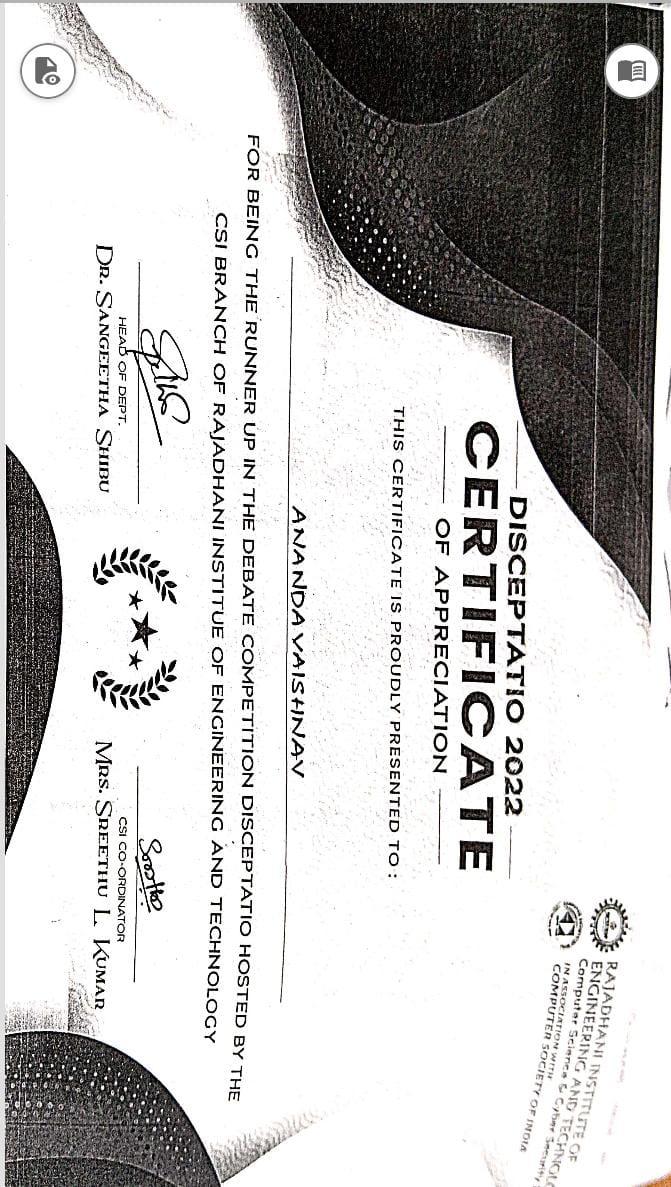 RAJADHANI INSTITUTE OF
ENGINEERING AND TECHNOLO
Computer Science & Cyber Security
IN ASSOCIATION WITH
COMPUTER SOCIETY OF INDIA
DISCEPTATIO 2022
CERTIFICATE
OF APPRECIATION
THIS CERTIFICATE IS PROUDLY PRESENTED TO :
ANANDA VAISHNAV
FOR BEING THE RUNNER UP IN THE DEBATE COMPETITION DISCEPTATIO HOSTED BY THE
CSI BRANCH OF RAJADHANI INSTITUE OF ENGINEERING AND TECHNOLOGY
HEAD OF DEPT.
DR. SANGEETHA SHIBU
CSI CO-ORDINATOR
MRS. SREETHU L KUMAR